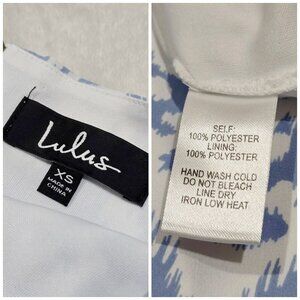 Lulus
XS
MADE IN
CHINA
SELF:
100% POLYESTER
LINING:
100% POLYESTER
HAND WASH COLD
DO NOT BLEACH
LINE DRY
IRON LOW HEAT